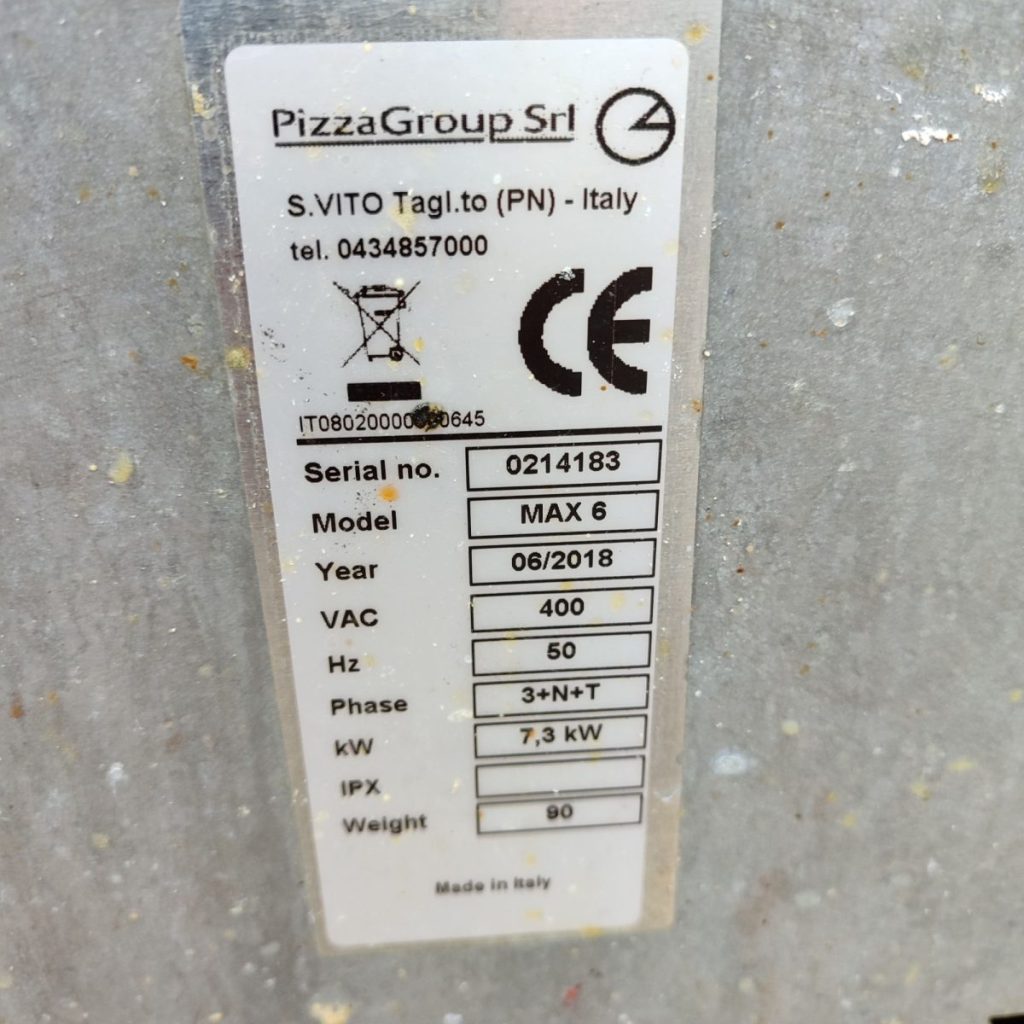 PizzaGroup Srl
S.VITO Tagl.to (PN) - Italy
tel. 0434857000
CE
Serial no. 0214183
Model MAX 6
Year 06/2018
VAC 400
Hz 50
Phase 3+N+T
kW 7,3 kW
IPX
Weight 90
Made in Italy